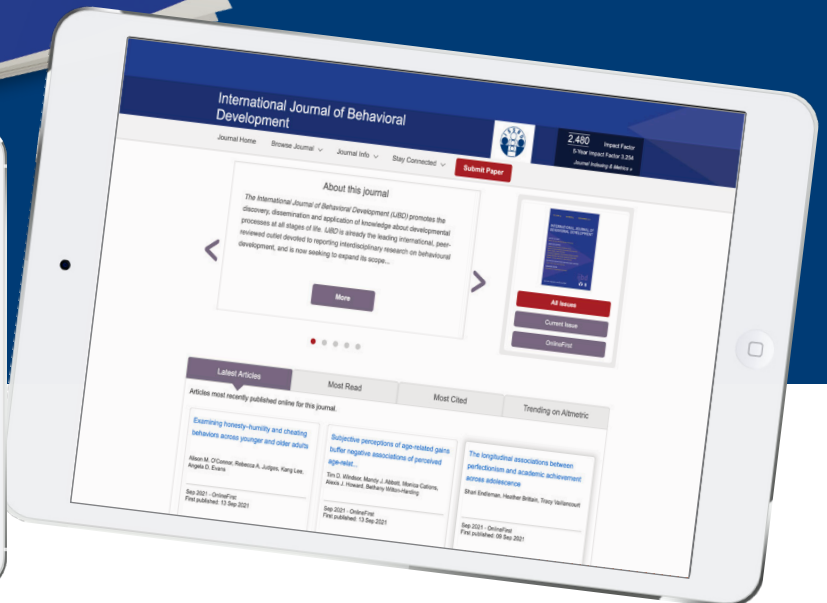 International Journal of Behavioral
Development
2.480 Impact Factor
5-Year Impact Factor 3.254
Journal Indexing & Metrics »
Journal Home
Browse Journal
Journal Info
Stay Connected
Submit Paper
About this journal
The International Journal of Behavioral Development (IJBD) promotes the
discovery, dissemination and application of knowledge about developmental
processes at all stages of life. IJBD is already the leading international, peer-
reviewed outlet devoted to reporting interdisciplinary research on behavioural
development, and is now seeking to expand its scope...
More
INTERNATIONAL JOURNAL OF
BEHAVIORAL DEVELOPMENT
All Issues
Current Issue
OnlineFirst
Latest Articles
Most Read
Most Cited
Trending on Altmetric
Articles most recently published online for this journal.
Examining honesty–humility and cheating
behaviors across younger and older adults
Alison M. O'Connor, Rebecca A. Judges, Kang Lee,
Angela D. Evans
Sep 2021 - OnlineFirst
First published: 13 Sep 2021
Subjective perceptions of age-related gains
buffer negative associations of perceived
age-relat...
Tim D. Windsor, Mandy J. Abbott, Monica Cations,
Alexis J. Howard, Bethany Wilton-Harding
Sep 2021 - OnlineFirst
First published: 13 Sep 2021
The longitudinal associations between
perfectionism and academic achievement
across adolescence
Shari Endleman, Heather Brittain, Tracy Vaillancourt
Sep 2021 - OnlineFirst
First published: 09 Sep 2021